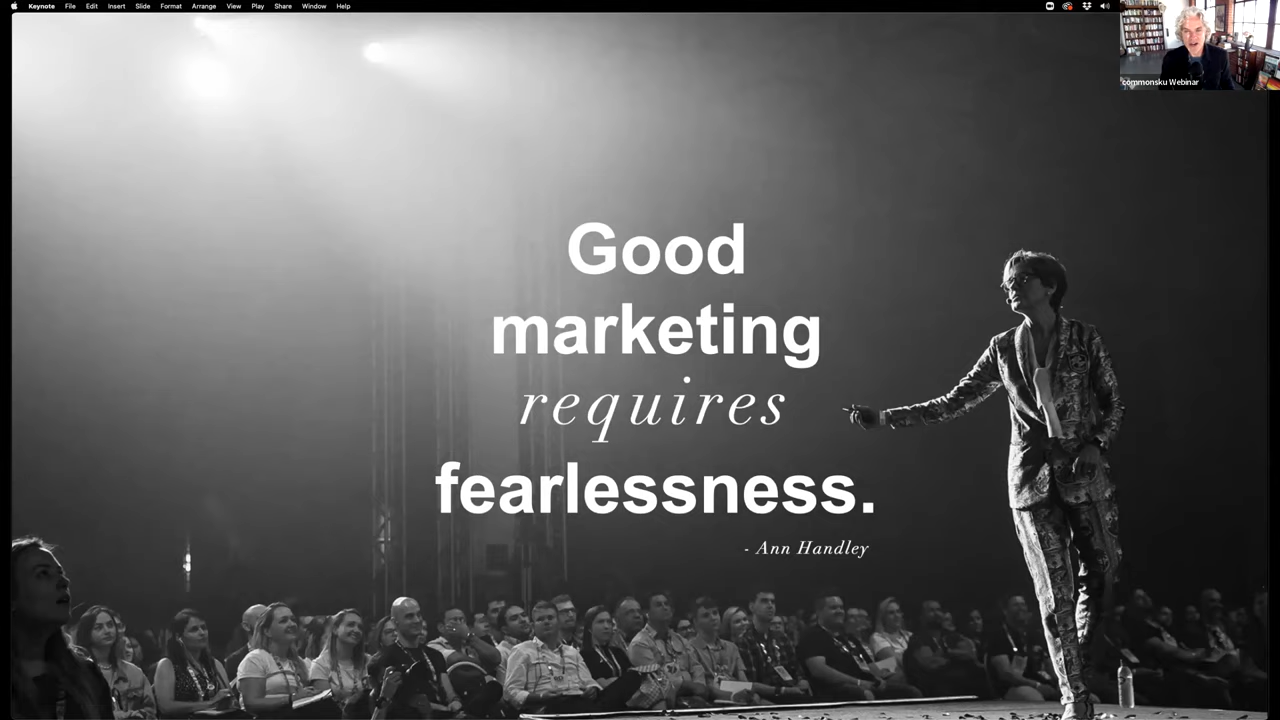 Keynote File Edit Insert Slide Format Arrange View Play Share Window Help
commonsku Webinar
Good
marketing
requires
fearlessness.
- Ann Handley